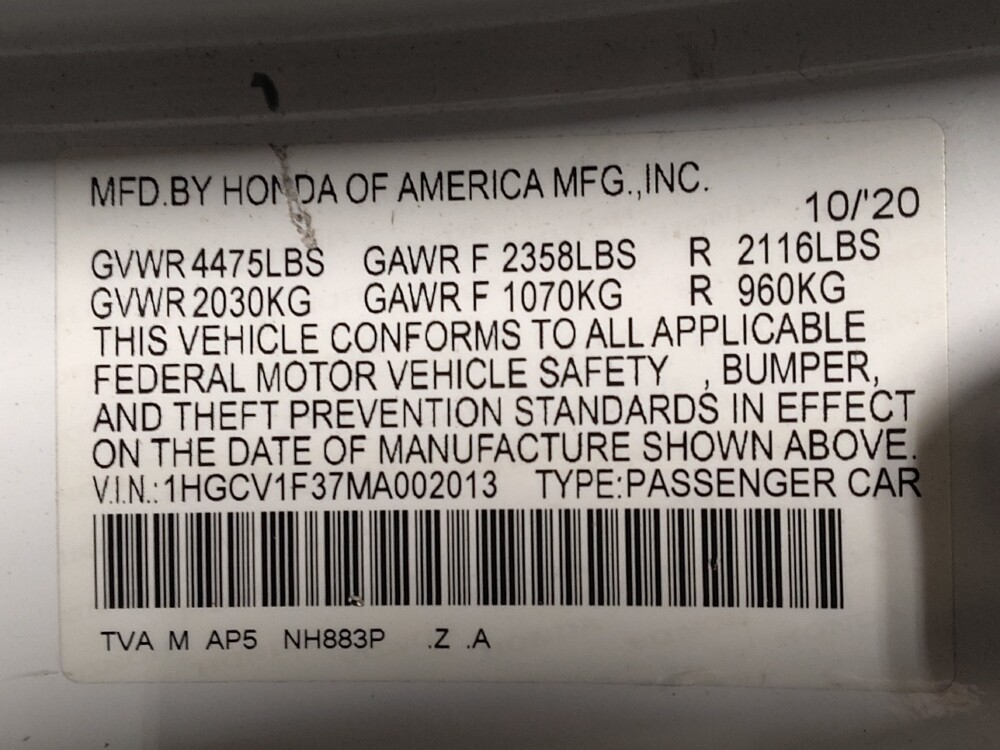 MFD.BY HONDA OF AMERICA MFG.,INC.
10/'20
GVWR 4475LBS GAWR F 2358LBS R 2116LBS
GVWR 2030KG GAWR F 1070KG R 960KG
THIS VEHICLE CONFORMS TO ALL APPLICABLE
FEDERAL MOTOR VEHICLE SAFETY , BUMPER,
AND THEFT PREVENTION STANDARDS IN EFFECT
ON THE DATE OF MANUFACTURE SHOWN ABOVE.
V.I.N.:1HGCV1F37MA002013 TYPE:PASSENGER CAR
TVA M AP5 NH883P .Z .A